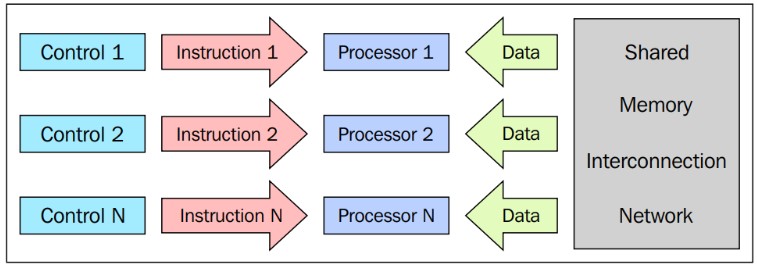 Control 1 Instruction 1 Processor 1 Data Shared
Memory
Control 2 Instruction 2 Processor 2 Data
Interconnection
Control N Instruction N Processor N Data Network